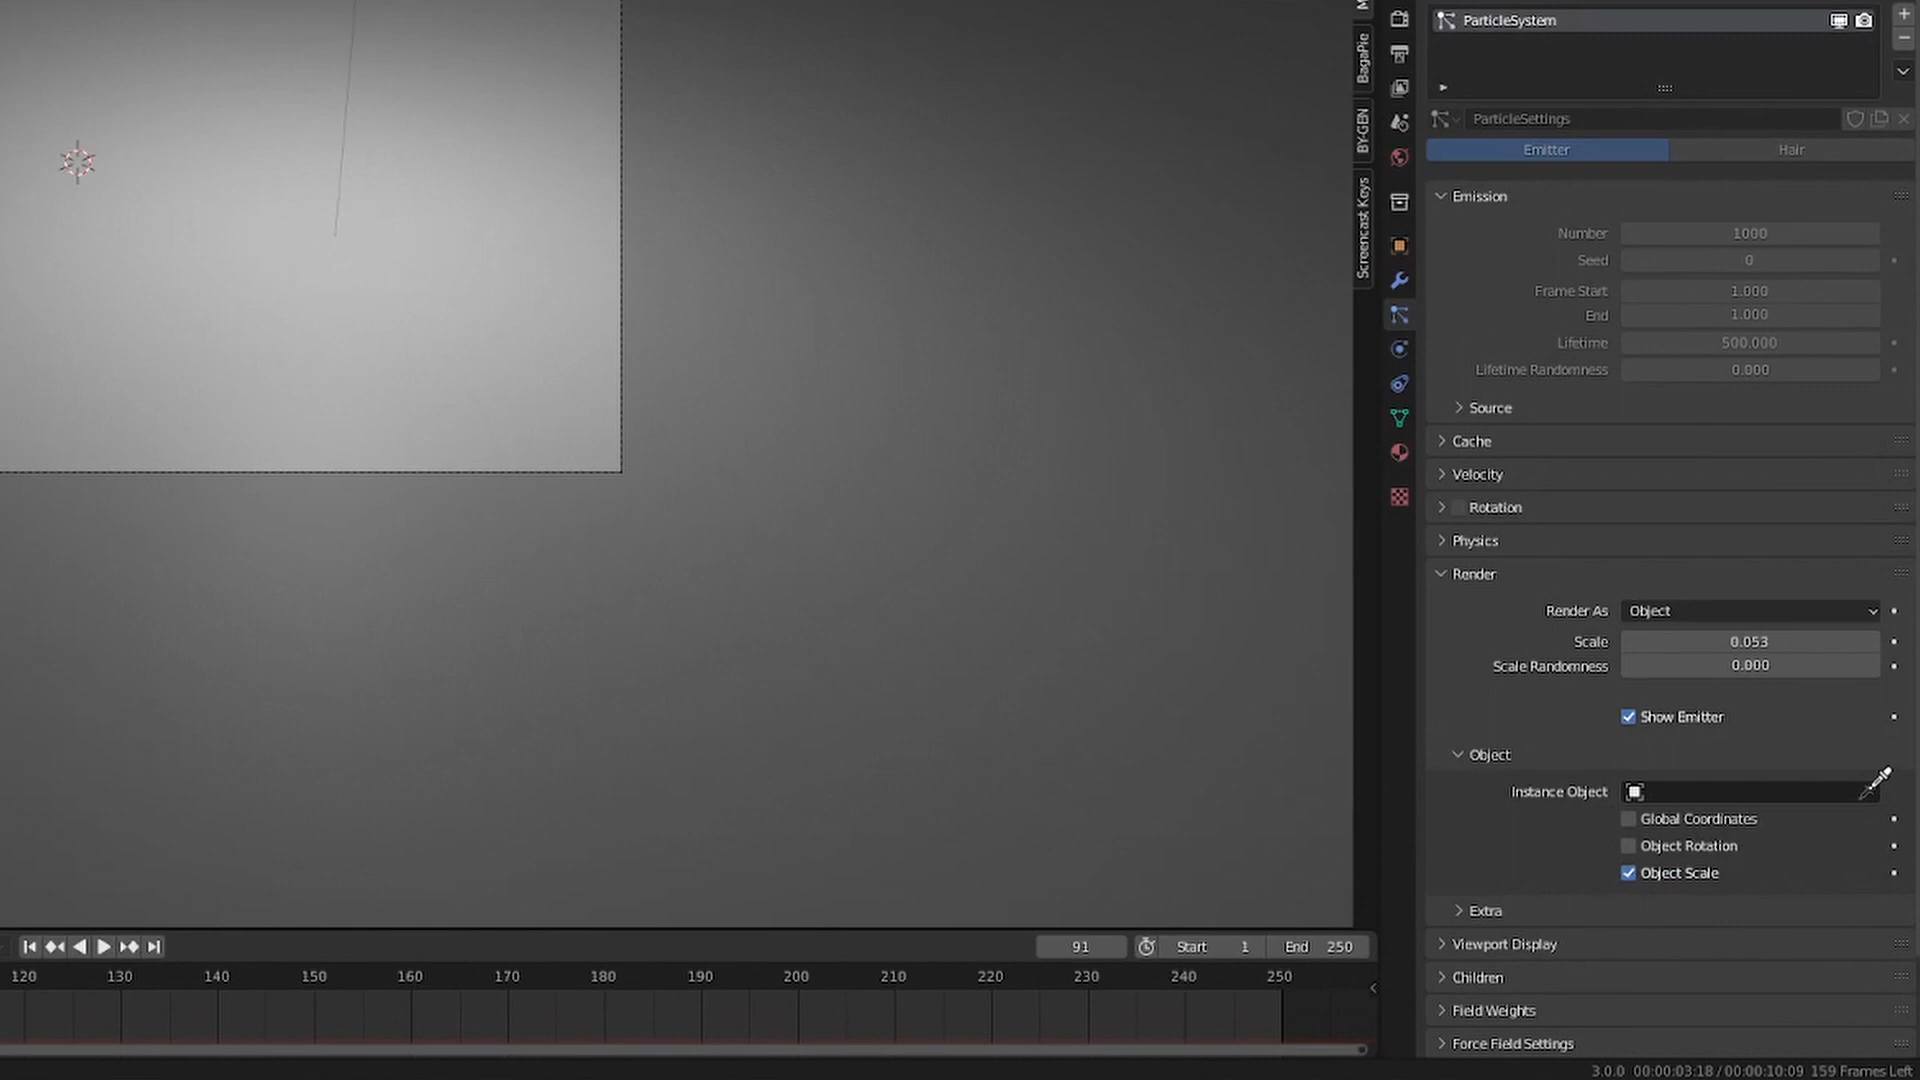 ParticleSystem
BagaPie
BY-GEN
Screencast Keys
ParticleSettings
Emitter Hair
Emission
Number 1000
Seed 0
Frame Start 1.000
End 1.000
Lifetime 500.000
Lifetime Randomness 0.000
Source
Cache
Velocity
Rotation
Physics
Render
Render As Object
Scale 0.053
Scale Randomness 0.000
Show Emitter
Object
Instance Object
Global Coordinates
Object Rotation
Object Scale
Extra
Viewport Display
Children
Field Weights
Force Field Settings
91 Start 1 End 250
120 130 140 150 160 170 180 190 200 210 220 230 240 250
3.0.0 00:00:03:18 / 00:00:10:09 159 Frames Left